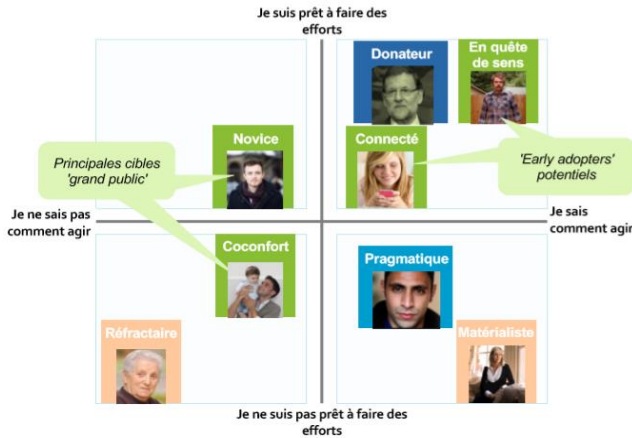 Je suis prêt à faire des
efforts
Donateur
En quête
de sens
Novice
Connecté
Principales cibles
'grand public'
'Early adopters'
potentiels
Je ne sais pas
comment agir
Je sais
comment agir
Coconfort
Pragmatique
Réfractaire
Matérialiste
Je ne suis pas prêt à faire des
efforts